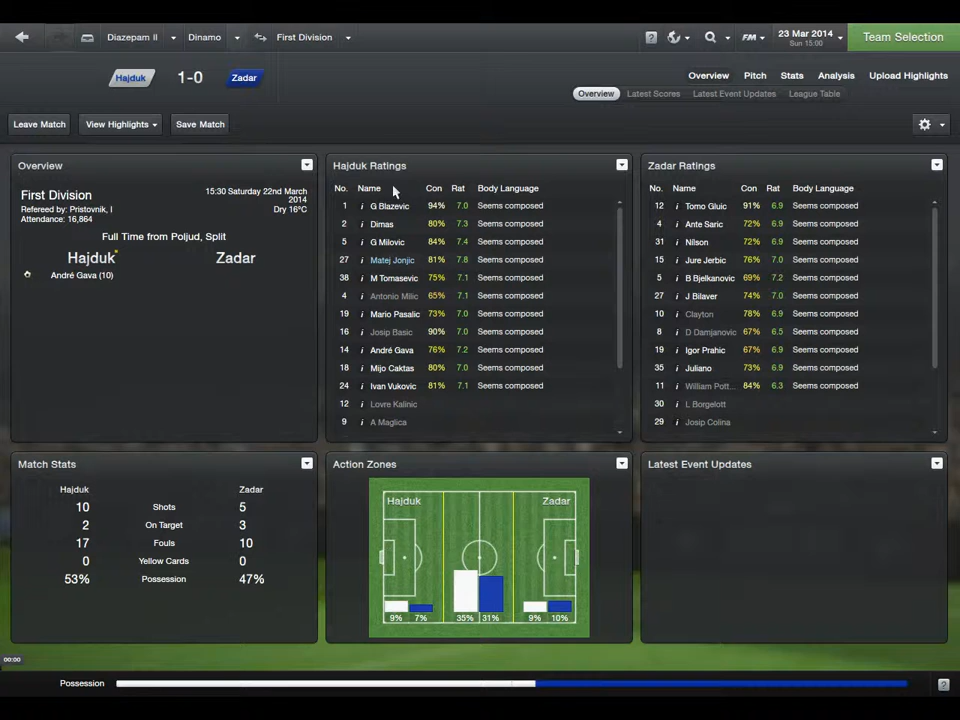 Diazepam II Dinamo First Division ? FM 23 Mar 2014 Sun 15:00 Team Selection
Hajduk 1-0 Zadar
Overview Pitch Stats Analysis Upload Highlights
Overview Latest Scores Latest Event Updates League Table
Leave Match View Highlights Save Match
Overview
First Division
Refereed by: Pristovnik, I
Attendance: 16,864
15:30 Saturday 22nd March
2014
Dry 16°C
Full Time from Poljud, Split
Hajduk* Zadar
André Gava (10)
Hajduk Ratings
No. Name Con Rat Body Language
1 i G Blazevic 94% 7.0 Seems composed
2 i Dimas 80% 7.3 Seems composed
5 i G Milovic 84% 7.4 Seems composed
27 i Matej Jonjic 81% 7.8 Seems composed
38 i M Tomasevic 75% 7.1 Seems composed
4 i Antonio Milic 65% 7.1 Seems composed
19 i Mario Pasalic 73% 7.0 Seems composed
16 i Josip Basic 90% 7.0 Seems composed
14 i André Gava 76% 7.2 Seems composed
18 i Mijo Caktas 80% 7.0 Seems composed
24 i Ivan Vukovic 81% 7.1 Seems composed
12 i Lovre Kalinic
9 i A Maglica
Zadar Ratings
No. Name Con Rat Body Language
12 i Tomo Gluic 91% 6.9 Seems composed
4 i Ante Saric 72% 6.9 Seems composed
31 i Nilson 72% 6.9 Seems composed
15 i Jure Jerbic 76% 6.9 Seems composed
5 i B Bjelkanovic 69% 7.2 Seems composed
27 i J Bilaver 74% 7.0 Seems composed
10 i Clayton 78% 6.9 Seems composed
8 i D Damjanovic 67% 6.5 Seems composed
19 i Igor Prahic 67% 6.9 Seems composed
35 i Juliano 73% 6.9 Seems composed
11 i William Pott... 84% 6.3 Seems composed
30 i L Borgelott
29 i Josip Colina
Match Stats
Hajduk Zadar
10 Shots 5
2 On Target 3
17 Fouls 10
0 Yellow Cards 0
53% Possession 47%
Action Zones
Hajduk Zadar
9% 7% 35% 31% 9% 10%
Latest Event Updates
00:00
Possession ?